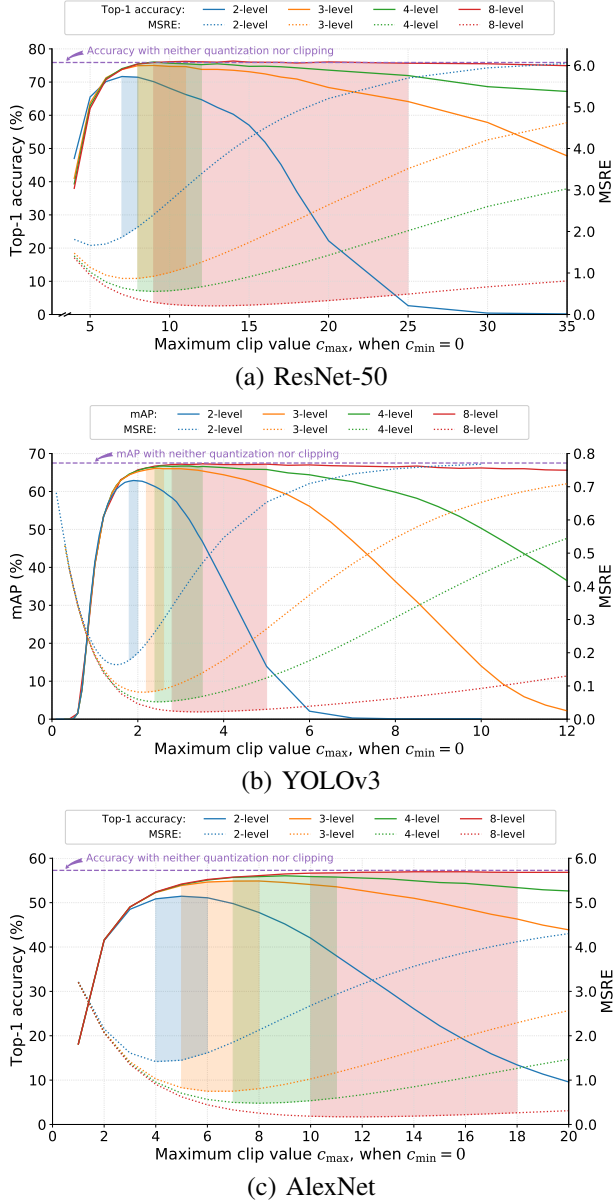 Top-1 accuracy: 2-level 3-level 4-level 8-level
MSRE: 2-level 3-level 4-level 8-level
Accuracy with neither quantization nor clipping
Top-1 accuracy (%)
0 10 20 30 40 50 60 70 80
MSRE
0.0 1.0 2.0 3.0 4.0 5.0 6.0
5 10 15 20 25 30 35
Maximum clip value c_max, when c_min = 0
(a) ResNet-50
mAP: 2-level 3-level 4-level 8-level
MSRE: 2-level 3-level 4-level 8-level
mAP with neither quantization nor clipping
mAP (%)
0 10 20 30 40 50 60 70
MSRE
0.0 0.1 0.2 0.3 0.4 0.5 0.6 0.7 0.8
0 2 4 6 8 10 12
Maximum clip value c_max, when c_min = 0
(b) YOLOv3
Top-1 accuracy: 2-level 3-level 4-level 8-level
MSRE: 2-level 3-level 4-level 8-level
Accuracy with neither quantization nor clipping
Top-1 accuracy (%)
0 10 20 30 40 50 60
MSRE
0.0 1.0 2.0 3.0 4.0 5.0 6.0
0 2 4 6 8 10 12 14 16 18 20
Maximum clip value c_max, when c_min = 0
(c) AlexNet